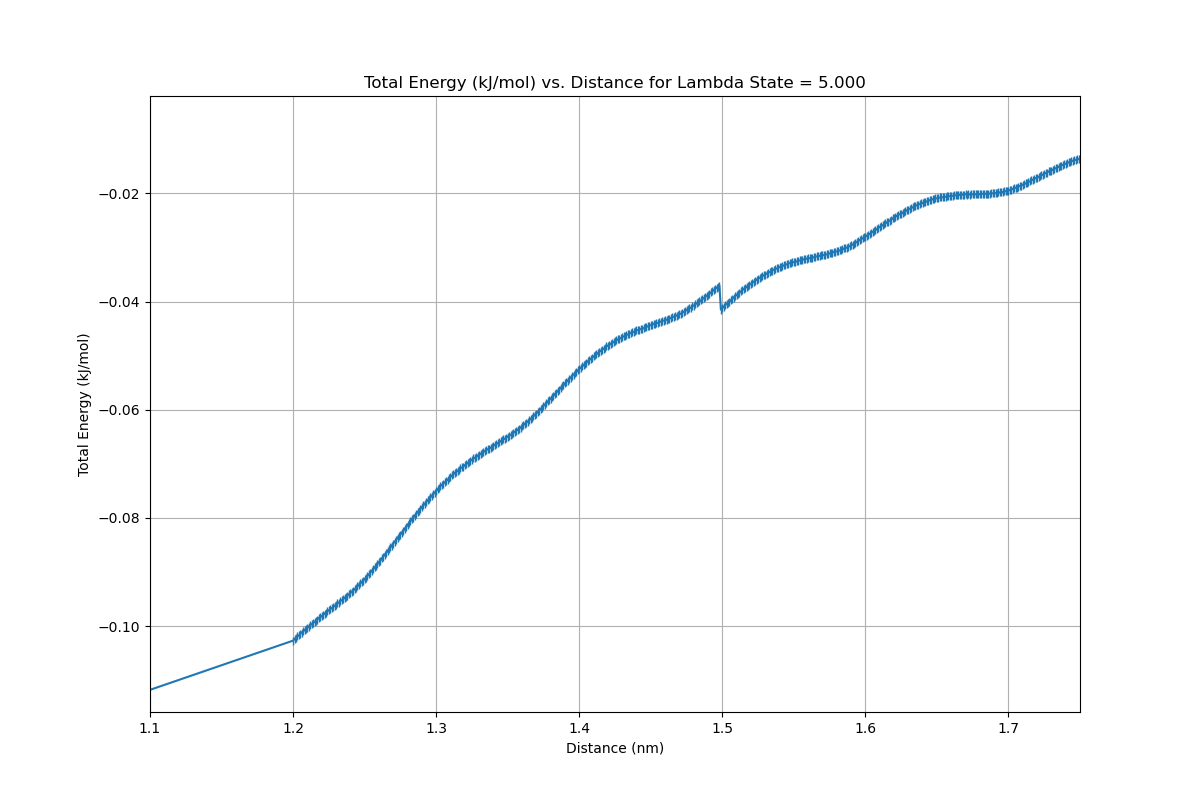 Total Energy (kJ/mol) vs. Distance for Lambda State = 5.000
Total Energy (kJ/mol)
−0.02
−0.04
−0.06
−0.08
−0.10
1.1 1.2 1.3 1.4 1.5 1.6 1.7
Distance (nm)